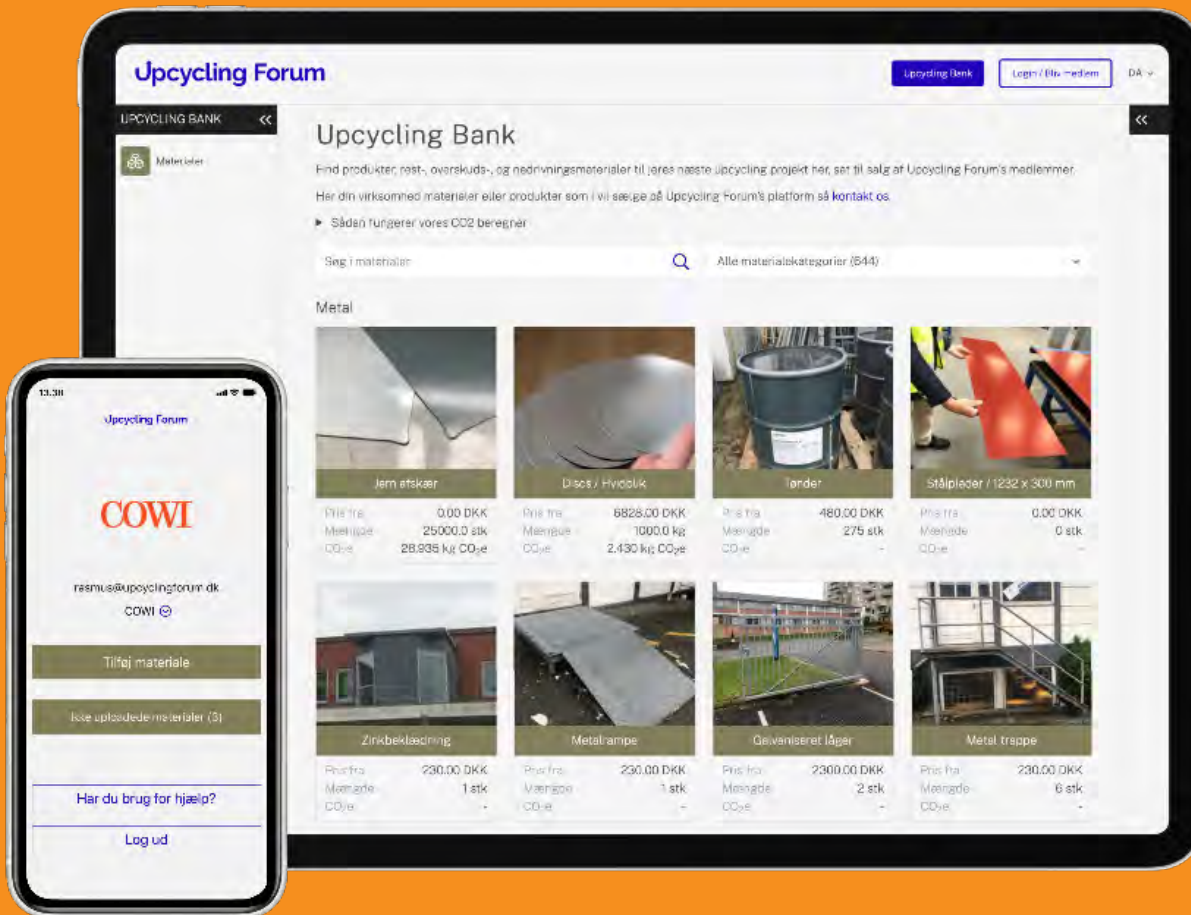 Upcycling Forum
Upcycling Bank
Login / Bliv medlem
DA
UPCYCLING BANK
Materialer
Upcycling Bank
Find produkter, rest-, overskuds-, og nedrivningsmaterialer til jeres næste upcycling projekt her, sat til salg af Upcycling Forum's medlemmer.
Har din virksomhed materialer eller produkter som I vil sælge på Upcycling Forum's platform så kontakt os.
Sådan fungerer vores CO2 beregner
Søg i materialer
Alle materialekategorier (644)
Metal
Jern afskær
Pris fra 0.00 DKK
Mængde 25000.0 stk
CO₂e 28.935 kg CO₂e
Discs / Hvidblik
Pris fra 6828.00 DKK
Mængde 1000.0 kg
CO₂e 2.430 kg CO₂e
Tønder
Pris fra 480.00 DKK
Mængde 275 stk
CO₂e -
Stålplader / 1232 x 300 mm
Pris fra 0.00 DKK
Mængde 0 stk
CO₂e -
Zinkbeklædning
Pris fra 230.00 DKK
Mængde 1 stk
CO₂e -
Metalrampe
Pris fra 230.00 DKK
Mængde 1 stk
CO₂e -
Galvaniseret låger
Pris fra 2300.00 DKK
Mængde 2 stk
CO₂e -
Metal trappe
Pris fra 230.00 DKK
Mængde 6 stk
CO₂e -
13.38
Upcycling Forum
COWI
rasmus@upcyclingforum.dk
COWI
Tilføj materiale
Ikke uploadede materialer (3)
Har du brug for hjælp?
Log ud